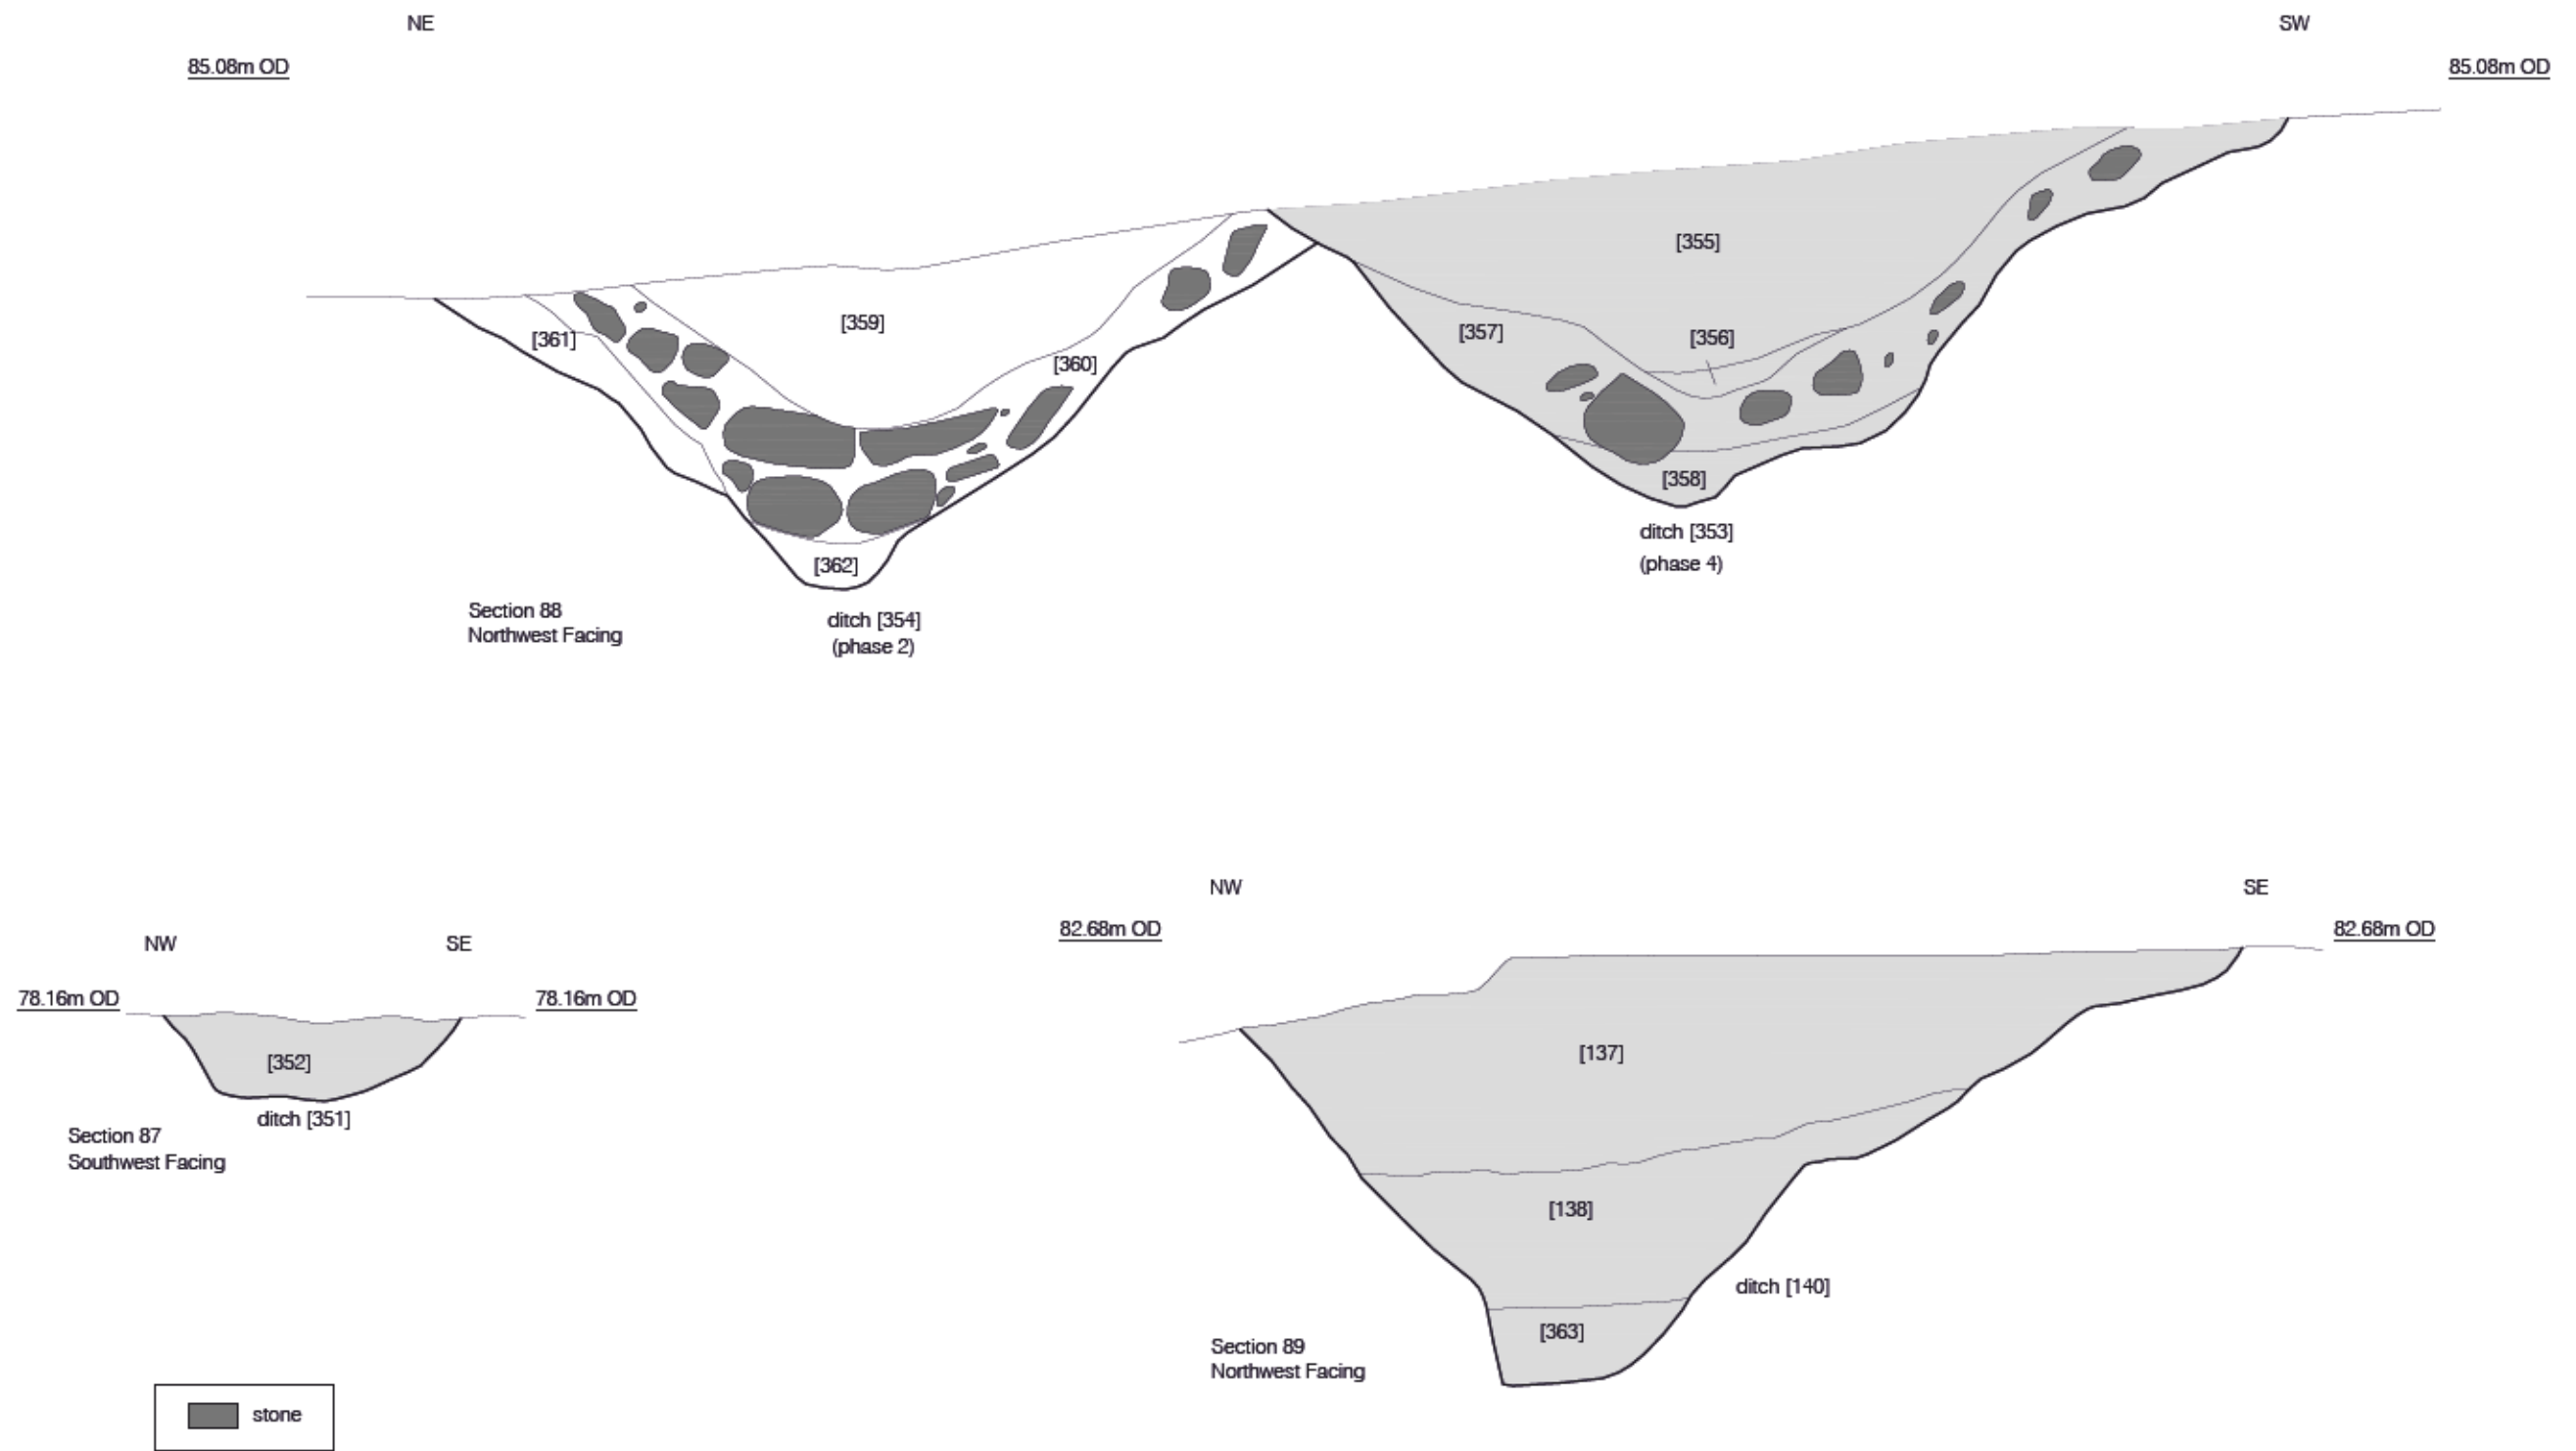 NE
SW
85.08m OD
85.08m OD
[355]
[359]
[357]
[356]
[361]
[360]
[358]
ditch [353]
(phase 4)
[362]
Section 88
Northwest Facing
ditch [354]
(phase 2)
NW
SE
82.68m OD
82.68m OD
NW
SE
78.16m OD
78.16m OD
[352]
ditch [351]
Section 87
Southwest Facing
[137]
[138]
ditch [140]
[363]
Section 89
Northwest Facing
stone